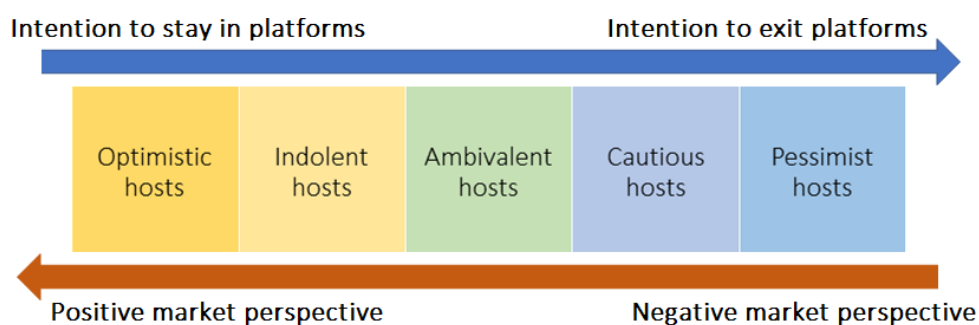 Intention to stay in platforms Intention to exit platforms
Optimistic hosts
Indolent hosts
Ambivalent hosts
Cautious hosts
Pessimist hosts
Positive market perspective Negative market perspective